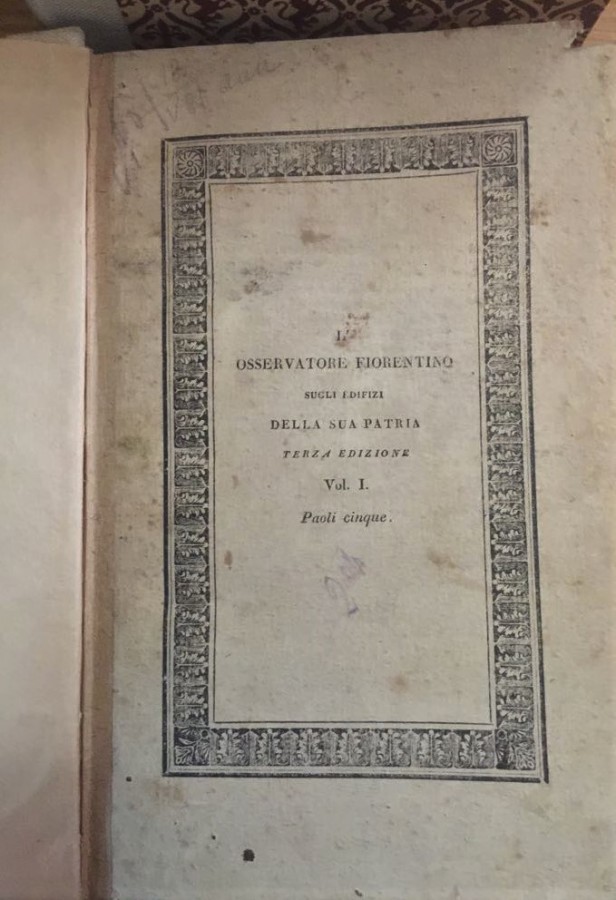 L'
OSSERVATORE FIORENTINO
SUGLI EDIFIZI
DELLA SUA PATRIA
TERZA EDIZIONE
Vol. I.
Paoli cinque.